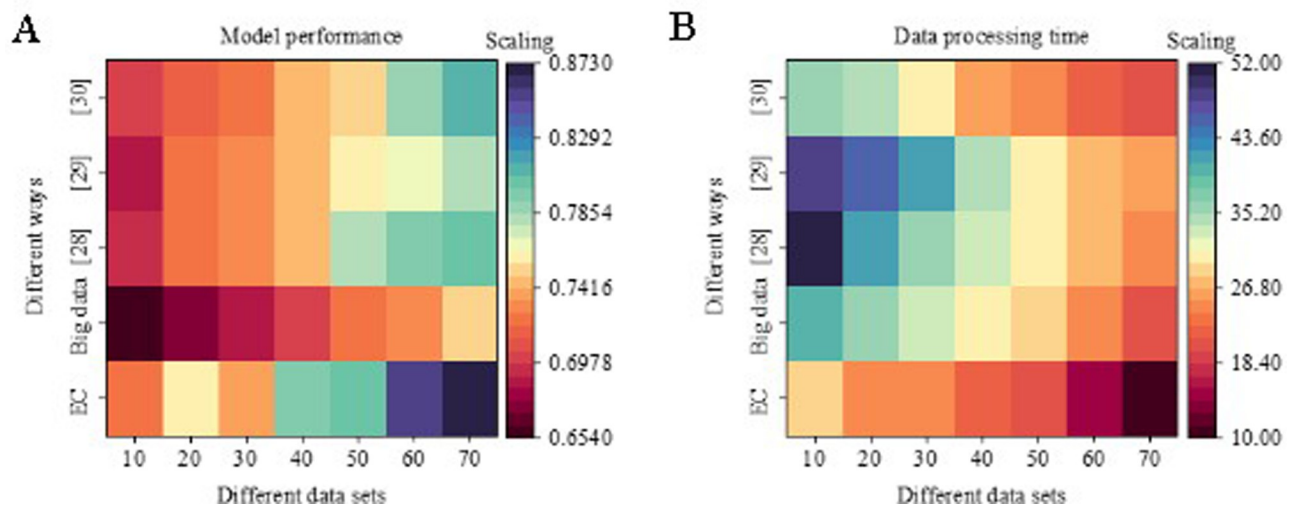 A
Model performance
Scaling
Different ways
[30]
[29]
[28]
Big data
EC
10 20 30 40 50 60 70
Different data sets
0.8730
0.8292
0.7854
0.7416
0.6978
0.6540
B
Data processing time
Scaling
Different ways
[30]
[29]
[28]
Big data
EC
10 20 30 40 50 60 70
Different data sets
52.00
43.60
35.20
26.80
18.40
10.00